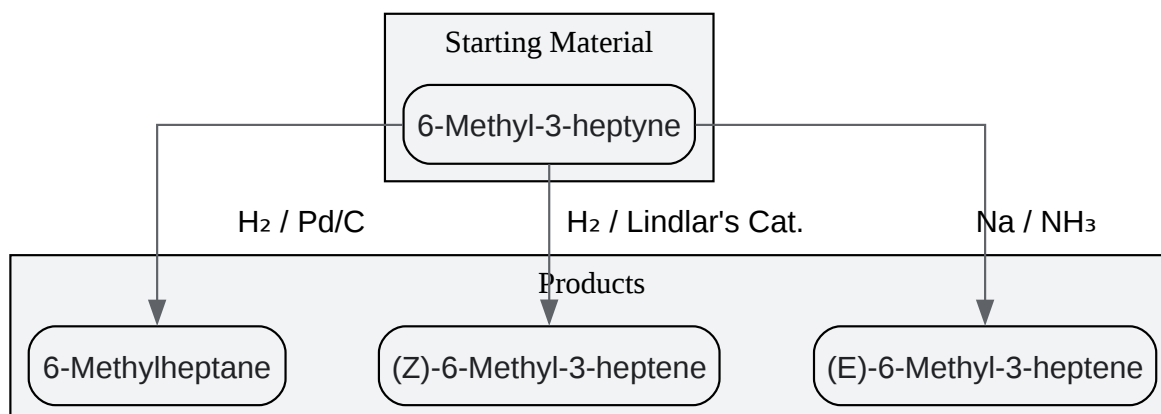 Starting Material
6-Methyl-3-heptyne
H₂ / Pd/C
H₂ / Lindlar's Cat.
Na / NH₃
Products
6-Methylheptane
(Z)-6-Methyl-3-heptene
(E)-6-Methyl-3-heptene